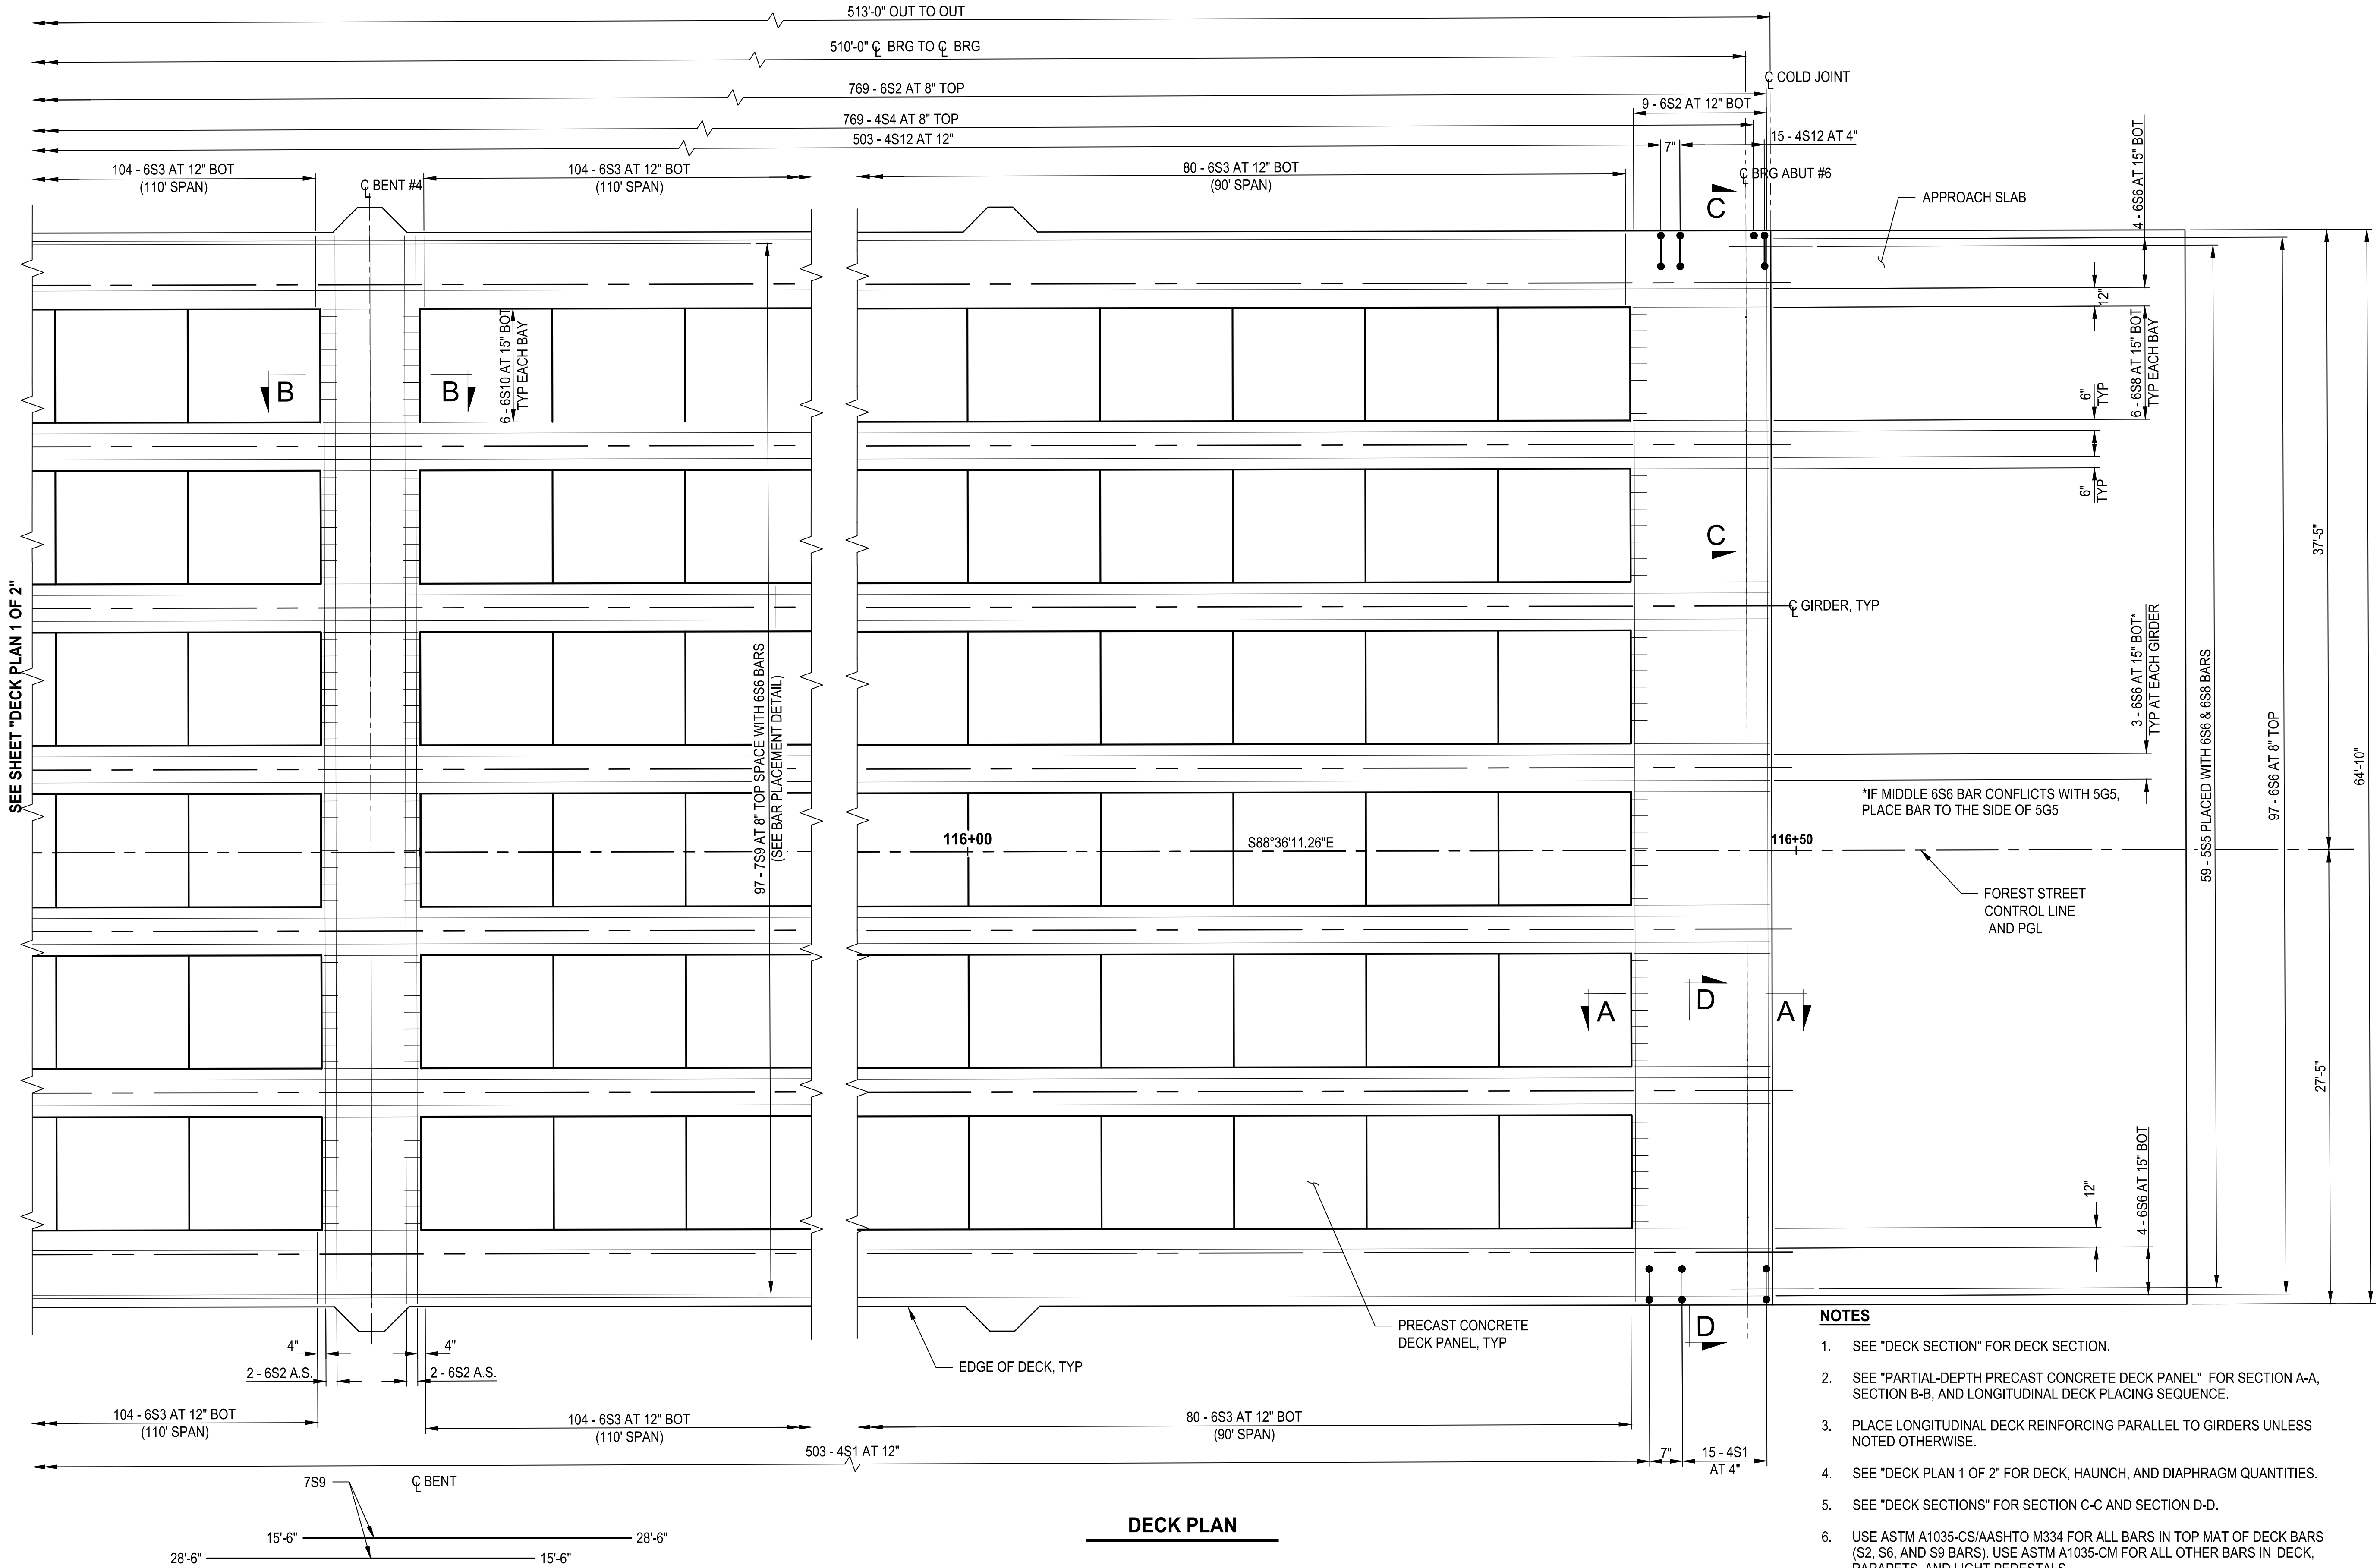 513'-0" OUT TO OUT
510'-0" ℄ BRG TO ℄ BRG
℄ COLD JOINT
769 - 6S2 AT 8" TOP
9 - 6S2 AT 12" BOT
769 - 4S4 AT 8" TOP
503 - 4S12 AT 12"
7"
15 - 4S12 AT 4"
104 - 6S3 AT 12" BOT
(110' SPAN)
℄ BENT #4
104 - 6S3 AT 12" BOT
(110' SPAN)
80 - 6S3 AT 12" BOT
(90' SPAN)
℄ BRG ABUT #6
C
APPROACH SLAB
4 - 6S6 AT 15" BOT
12"
B
B
6 - 6S10 AT 15" BOT
TYP EACH BAY
6 - 6S8 AT 15" BOT
TYP EACH BAY
6"
TYP
6"
TYP
C
37'-5"
SEE SHEET "DECK PLAN 1 OF 2"
℄ GIRDER, TYP
97 - 7S9 AT 8" TOP SPACE WITH 6S6 BARS
(SEE BAR PLACEMENT DETAIL)
3 - 6S6 AT 15" BOT*
TYP AT EACH GIRDER
59 - 5S5 PLACED WITH 6S6 & 6S8 BARS
97 - 6S6 AT 8" TOP
64'-10"
*IF MIDDLE 6S6 BAR CONFLICTS WITH 5G5,
PLACE BAR TO THE SIDE OF 5G5
116+00
S88°36'11.26"E
116+50
FOREST STREET
CONTROL LINE
AND PGL
A
D
A
27'-5"
12"
4 - 6S6 AT 15" BOT
D
PRECAST CONCRETE
DECK PANEL, TYP
EDGE OF DECK, TYP
4"
4"
2 - 6S2 A.S.
2 - 6S2 A.S.
104 - 6S3 AT 12" BOT
(110' SPAN)
104 - 6S3 AT 12" BOT
(110' SPAN)
80 - 6S3 AT 12" BOT
(90' SPAN)
503 - 4S1 AT 12"
7"
15 - 4S1
AT 4"
7S9
℄ BENT
15'-6"
28'-6"
28'-6"
15'-6"
DECK PLAN
NOTES
1. SEE "DECK SECTION" FOR DECK SECTION.
2. SEE "PARTIAL-DEPTH PRECAST CONCRETE DECK PANEL" FOR SECTION A-A,
SECTION B-B, AND LONGITUDINAL DECK PLACING SEQUENCE.
3. PLACE LONGITUDINAL DECK REINFORCING PARALLEL TO GIRDERS UNLESS
NOTED OTHERWISE.
4. SEE "DECK PLAN 1 OF 2" FOR DECK, HAUNCH, AND DIAPHRAGM QUANTITIES.
5. SEE "DECK SECTIONS" FOR SECTION C-C AND SECTION D-D.
6. USE ASTM A1035-CS/AASHTO M334 FOR ALL BARS IN TOP MAT OF DECK BARS
(S2, S6, AND S9 BARS). USE ASTM A1035-CM FOR ALL OTHER BARS IN DECK,
PARAPETS, AND LIGHT PEDESTALS.